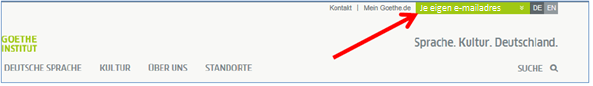 Kontakt | Mein Goethe.de Je eigen e-mailadres DE EN
GOETHE
INSTITUT
Sprache. Kultur. Deutschland.
DEUTSCHE SPRACHE KULTUR ÜBER UNS STANDORTE SUCHE